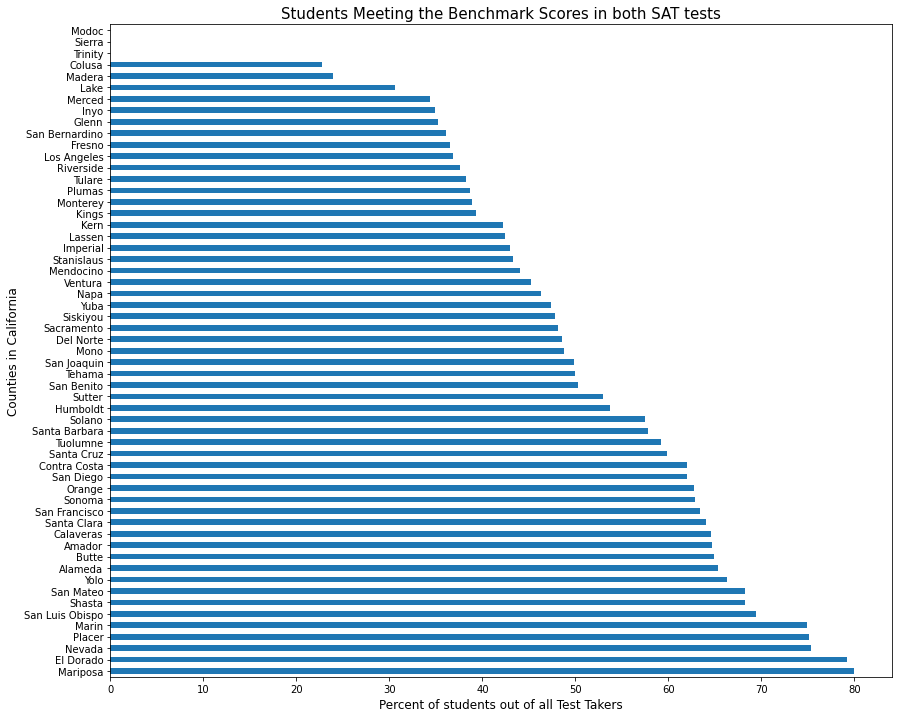 Students Meeting the Benchmark Scores in both SAT tests
Counties in California
Modoc
Sierra
Trinity
Colusa
Madera
Lake
Merced
Inyo
Glenn
San Bernardino
Fresno
Los Angeles
Riverside
Tulare
Plumas
Monterey
Kings
Kern
Lassen
Imperial
Stanislaus
Mendocino
Ventura
Napa
Yuba
Siskiyou
Sacramento
Del Norte
Mono
San Joaquin
Tehama
San Benito
Sutter
Humboldt
Solano
Santa Barbara
Tuolumne
Santa Cruz
Contra Costa
San Diego
Orange
Sonoma
San Francisco
Santa Clara
Calaveras
Amador
Butte
Alameda
Yolo
San Mateo
Shasta
San Luis Obispo
Marin
Placer
Nevada
El Dorado
Mariposa
0 10 20 30 40 50 60 70 80
Percent of students out of all Test Takers